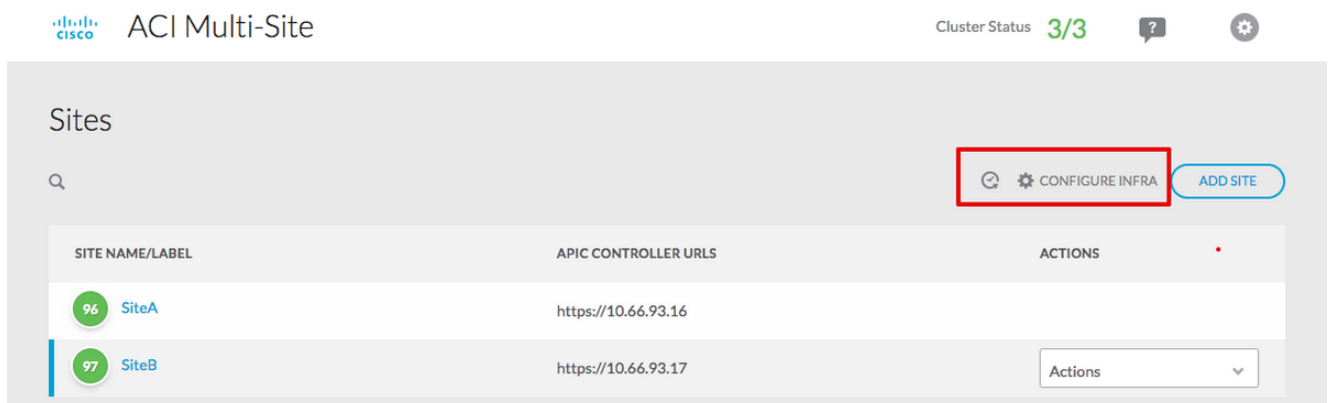 cisco ACI Multi-Site Cluster Status 3/3 ?
Sites
CONFIGURE INFRA ADD SITE
SITE NAME/LABEL APIC CONTROLLER URLS ACTIONS
96 SiteA https://10.66.93.16
97 SiteB https://10.66.93.17 Actions